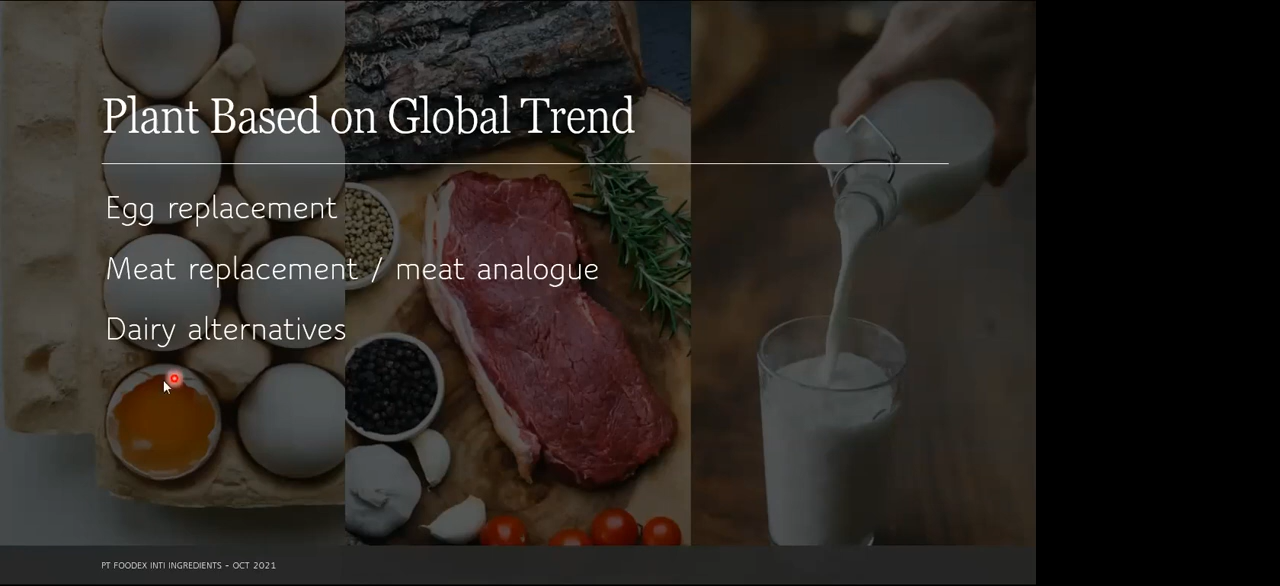 Plant Based on Global Trend
Egg replacement
Meat replacement / meat analogue
Dairy alternatives
PT FOODEX INTI INGREDIENTS - OCT 2021